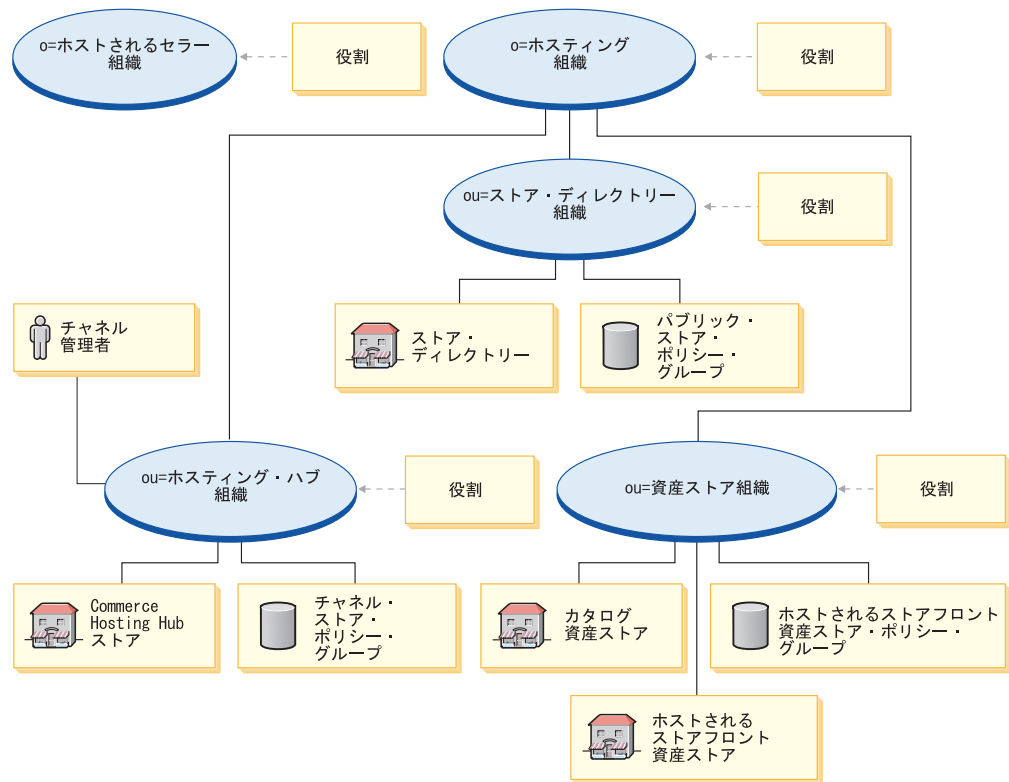 o=ホストされるセラー
組織
役割
o=ホスティング
組織
役割
ou=ストア・ディレクトリー
組織
役割
チャネル
管理者
ストア・
ディレクトリー
パブリック・
ストア・
ポリシー・
グループ
ou=ホスティング・ハブ
組織
役割
ou=資産ストア組織
役割
Commerce
Hosting Hub
ストア
チャネル・
ストア・
ポリシー・
グループ
カタログ
資産ストア
ホストされるストアフロント
資産ストア・ポリシー・
グループ
ホストされる
ストアフロント
資産ストア